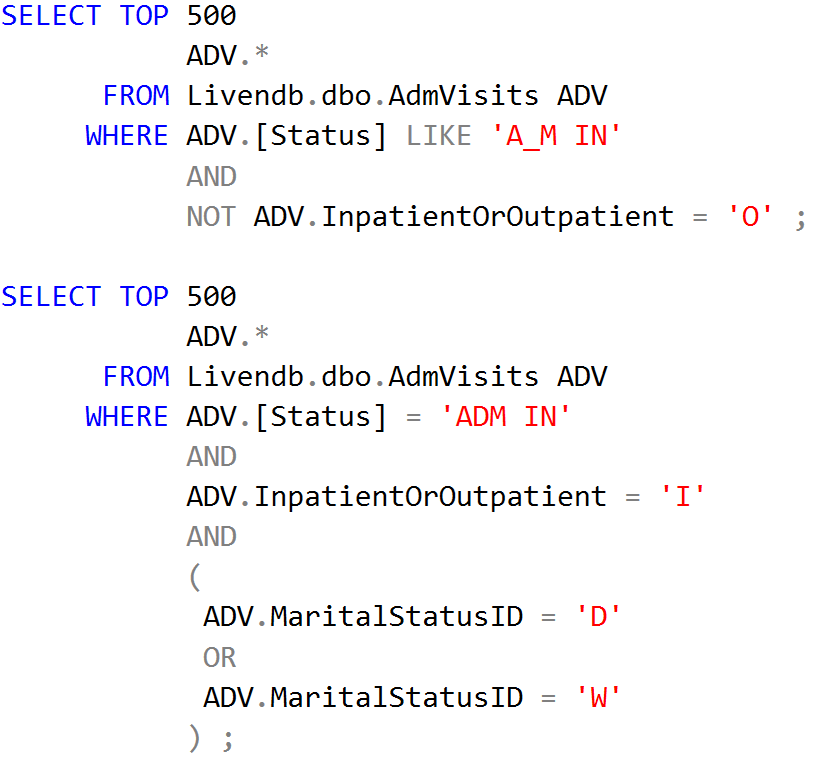 SELECT TOP 500
ADV.*
FROM Livendb.dbo.AdmVisits ADV
WHERE ADV.[Status] LIKE 'A_M IN'
AND
NOT ADV.InpatientOrOutpatient = 'O' ;
SELECT TOP 500
ADV.*
FROM Livendb.dbo.AdmVisits ADV
WHERE ADV.[Status] = 'ADM IN'
AND
ADV.InpatientOrOutpatient = 'I'
AND
(
ADV.MaritalStatusID = 'D'
OR
ADV.MaritalStatusID = 'W'
) ;